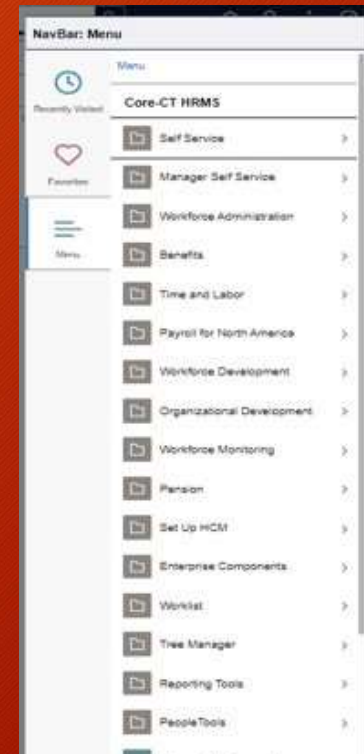 NavBar: Menu
Recently Visited
Favorites
Menu
Menu
Core-CT HRMS
Self Service
Manager Self Service
Workforce Administration
Benefits
Time and Labor
Payroll for North America
Workforce Development
Organizational Development
Workforce Monitoring
Pension
Set Up HCM
Enterprise Components
Worklist
Tree Manager
Reporting Tools
PeopleTools